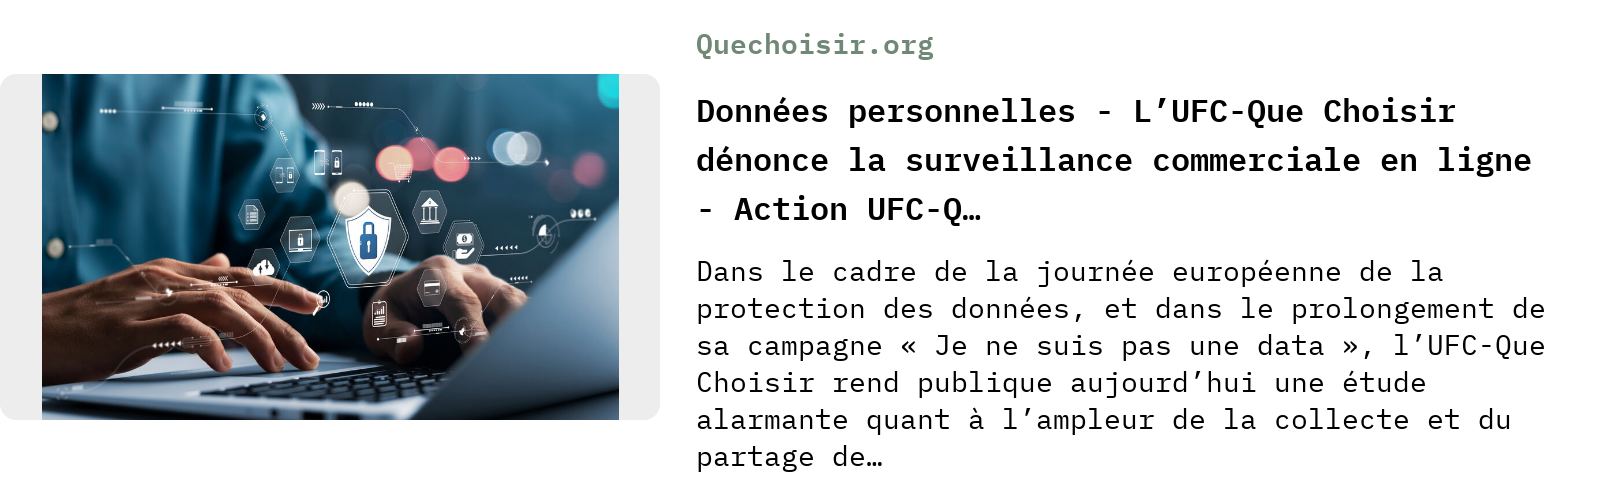 Quechoisir.org
Données personnelles - L’UFC-Que Choisir
dénonce la surveillance commerciale en ligne
- Action UFC-Q…
Dans le cadre de la journée européenne de la
protection des données, et dans le prolongement de
sa campagne « Je ne suis pas une data », l’UFC-Que
Choisir rend publique aujourd’hui une étude
alarmante quant à l’ampleur de la collecte et du
partage de…